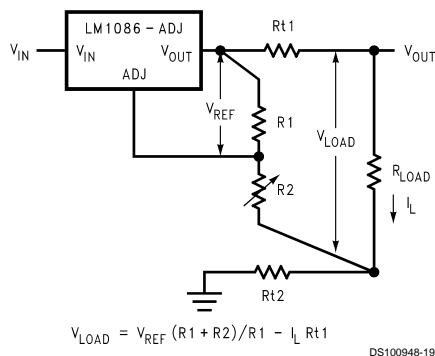 LM1086-ADJ
Rt1
V_IN
V_IN
V_OUT
V_OUT
ADJ
V_REF
R1
V_LOAD
R_LOAD
R2
I_L
Rt2
V_LOAD = V_REF (R1 + R2)/R1 - I_L Rt1
DS100948-19